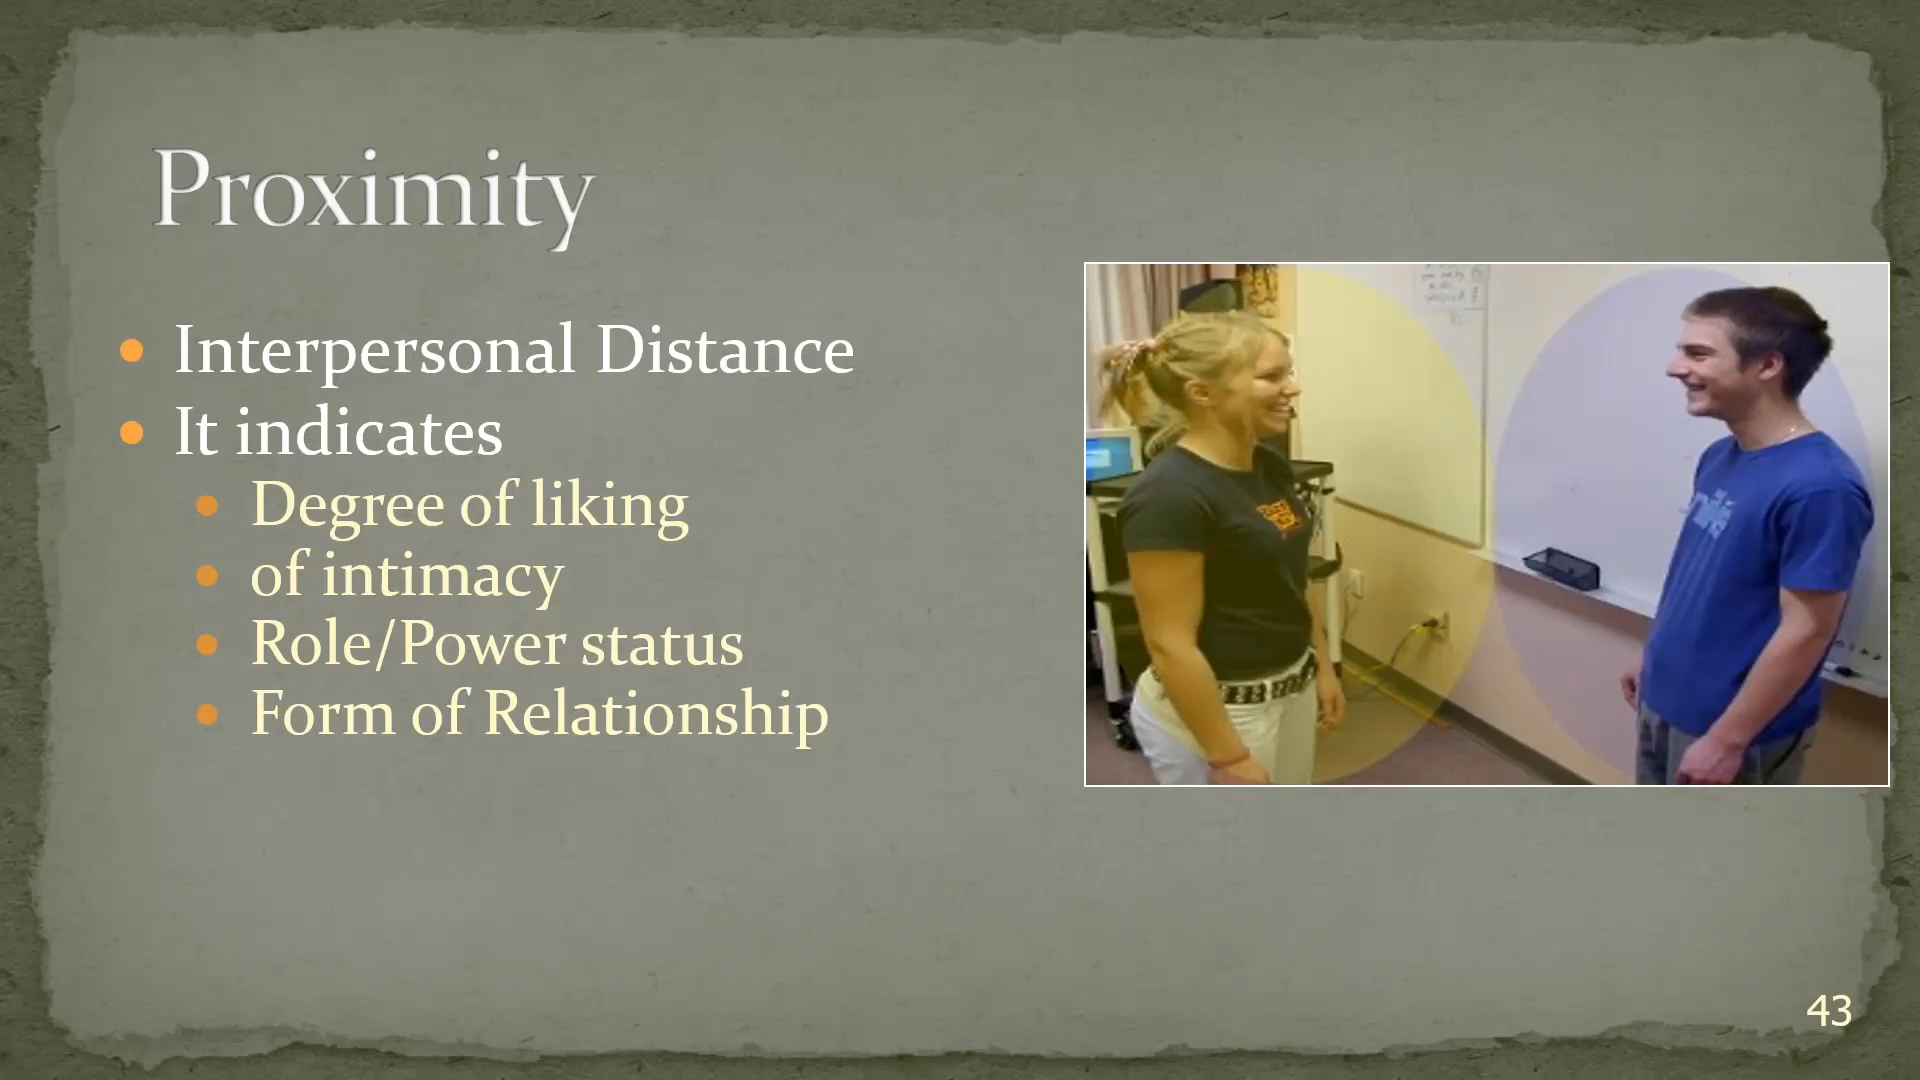 Proximity
Interpersonal Distance
It indicates
Degree of liking
of intimacy
Role/Power status
Form of Relationship
43